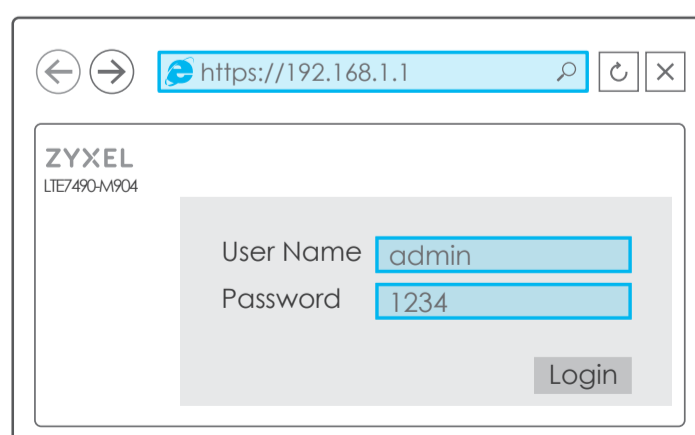 https://192.168.1.1
ZYXEL
LTE7490-M904
User Name admin
Password 1234
Login